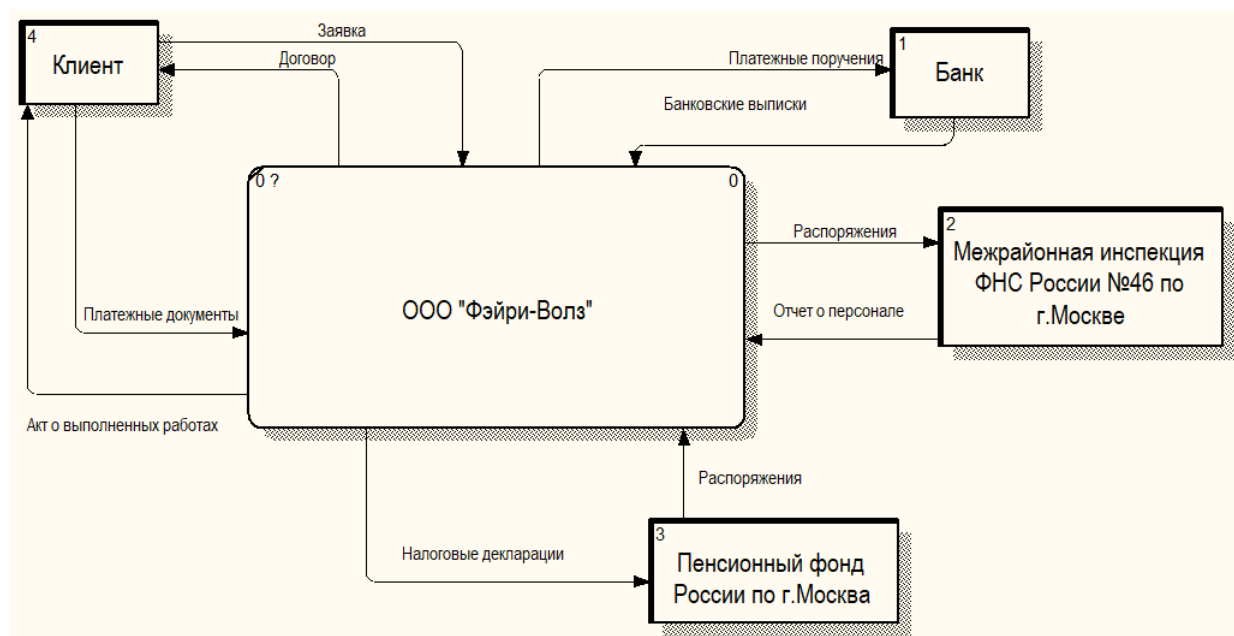 4
Клиент
Заявка
Договор
Платежные поручения
1
Банк
Банковские выписки
0 ?
0
ООО "Фэйри-Волз"
Распоряжения
2
Межрайонная инспекция
ФНС России №46 по
г.Москве
Отчет о персонале
Платежные документы
Акт о выполненных работах
Распоряжения
Налоговые декларации
3
Пенсионный фонд
России по г.Москва